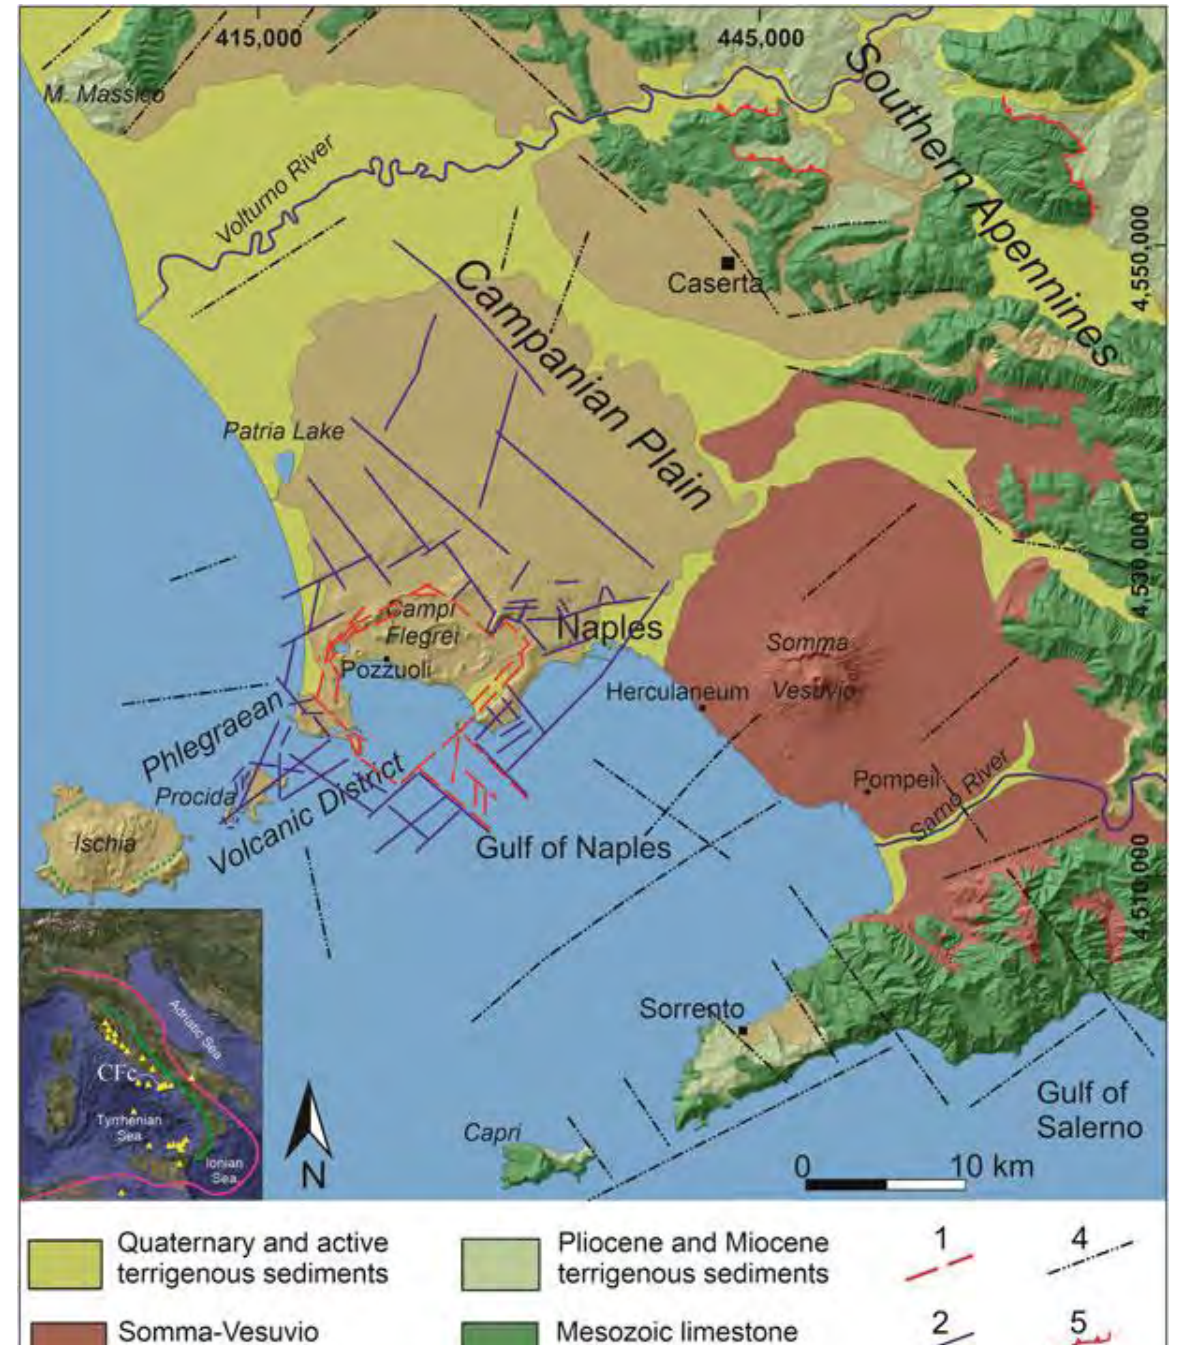 415,000
445,000
M. Massico
Southern Apennines
Volturno River
4,550,000
Caserta
Campanian Plain
Patria Lake
4,530,000
Campi
Flegrei
Naples
Pozzuoli
Somma
Vesuvio
Herculaneum
Phlegraean
Volcanic District
Procida
Pompeii
Sarno River
Ischia
Gulf of Naples
4,510,000
Adriatic Sea
Sorrento
CFc
Tyrrhenian
Sea
Ionian
Sea
Capri
N
Gulf of
Salerno
0 10 km
Quaternary and active
terrigenous sediments
Pliocene and Miocene
terrigenous sediments
1
4
Somma-Vesuvio
Mesozoic limestone
2
5